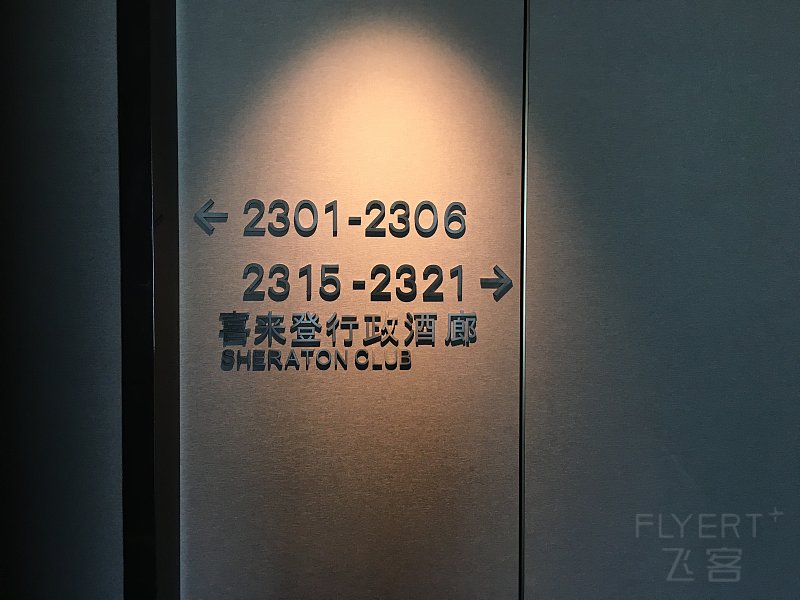 ← 2301-2306
2315-2321 →
喜来登行政酒廊
SHERATON CLUB
FLYERT+
飞客